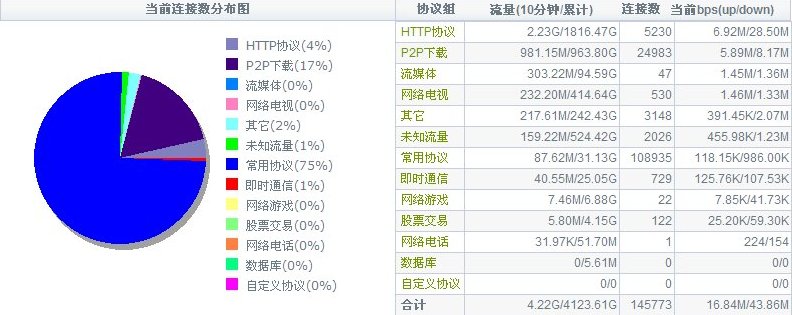 当前连接数分布图
HTTP协议(4%)
P2P下载(17%)
流媒体(0%)
网络电视(0%)
其它(2%)
未知流量(1%)
常用协议(75%)
即时通信(1%)
网络游戏(0%)
股票交易(0%)
网络电话(0%)
数据库(0%)
自定义协议(0%)
协议组 流量(10分钟/累计) 连接数 当前bps(up/down)
HTTP协议 2.23G/1816.47G 5230 6.92M/28.50M
P2P下载 981.15M/963.80G 24983 5.89M/8.17M
流媒体 303.22M/94.59G 47 1.45M/1.36M
网络电视 232.20M/414.64G 530 1.46M/1.33M
其它 217.61M/242.43G 3148 391.45K/2.07M
未知流量 159.22M/524.42G 2026 455.98K/1.23M
常用协议 87.62M/31.13G 108935 118.15K/986.00K
即时通信 40.55M/25.05G 729 125.76K/107.53K
网络游戏 7.46M/6.88G 22 7.85K/41.73K
股票交易 5.80M/4.15G 122 25.20K/59.30K
网络电话 31.97K/51.70M 1 224/154
数据库 0/5.61M 0 0/0
自定义协议 0/0 0 0/0
合计 4.22G/4123.61G 145773 16.84M/43.86M